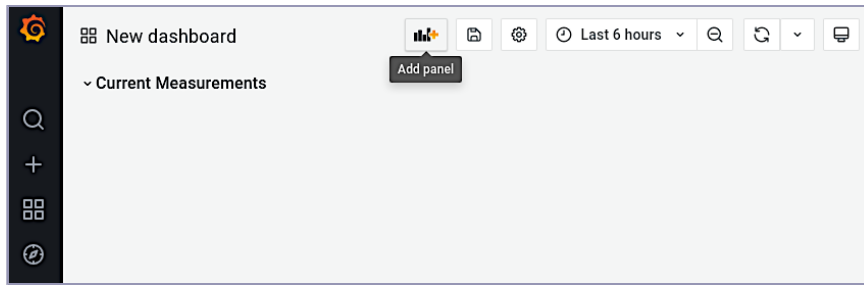 New dashboard
Last 6 hours
Add panel
Current Measurements